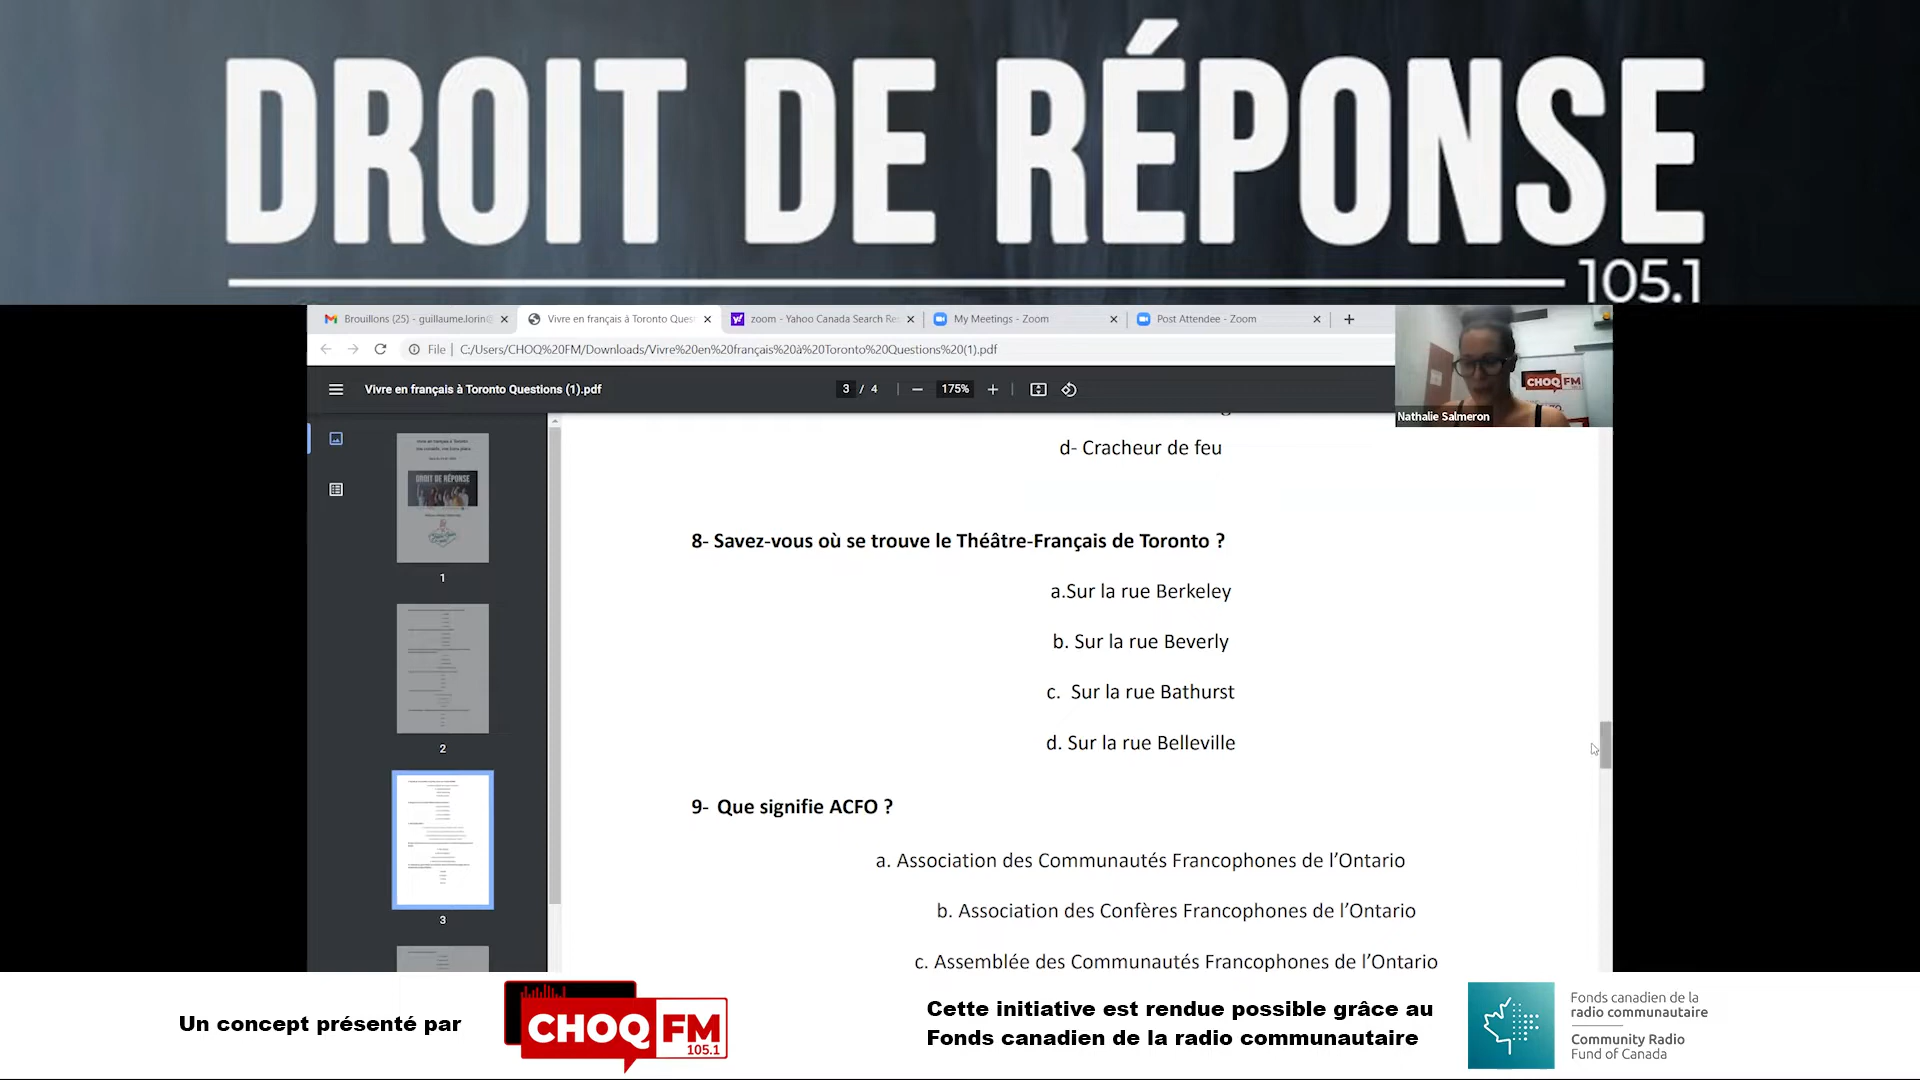 DROIT DE RÉPONSE
105.1
Brouillons (25) - guillaume.lorin@
Vivre en français à Toronto Ques
zoom - Yahoo Canada Search Re
My Meetings - Zoom
Post Attendee - Zoom
File | C:/Users/CHOQ%20FM/Downloads/Vivre%20en%20français%20à%20Toronto%20Questions%20(1).pdf
Vivre en français à Toronto Questions (1).pdf
3 / 4
175%
CHOQ FM
Nathalie Salmeron
DROIT DE RÉPONSE
1
2
3
d- Cracheur de feu
8- Savez-vous où se trouve le Théâtre-Français de Toronto ?
a.Sur la rue Berkeley
b. Sur la rue Beverly
c. Sur la rue Bathurst
d. Sur la rue Belleville
9- Que signifie ACFO ?
a. Association des Communautés Francophones de l’Ontario
b. Association des Confères Francophones de l’Ontario
c. Assemblée des Communautés Francophones de l’Ontario
Un concept présenté par
CHOQ FM
105.1
Cette initiative est rendue possible grâce au
Fonds canadien de la radio communautaire
Fonds canadien de la
radio communautaire
Community Radio
Fund of Canada